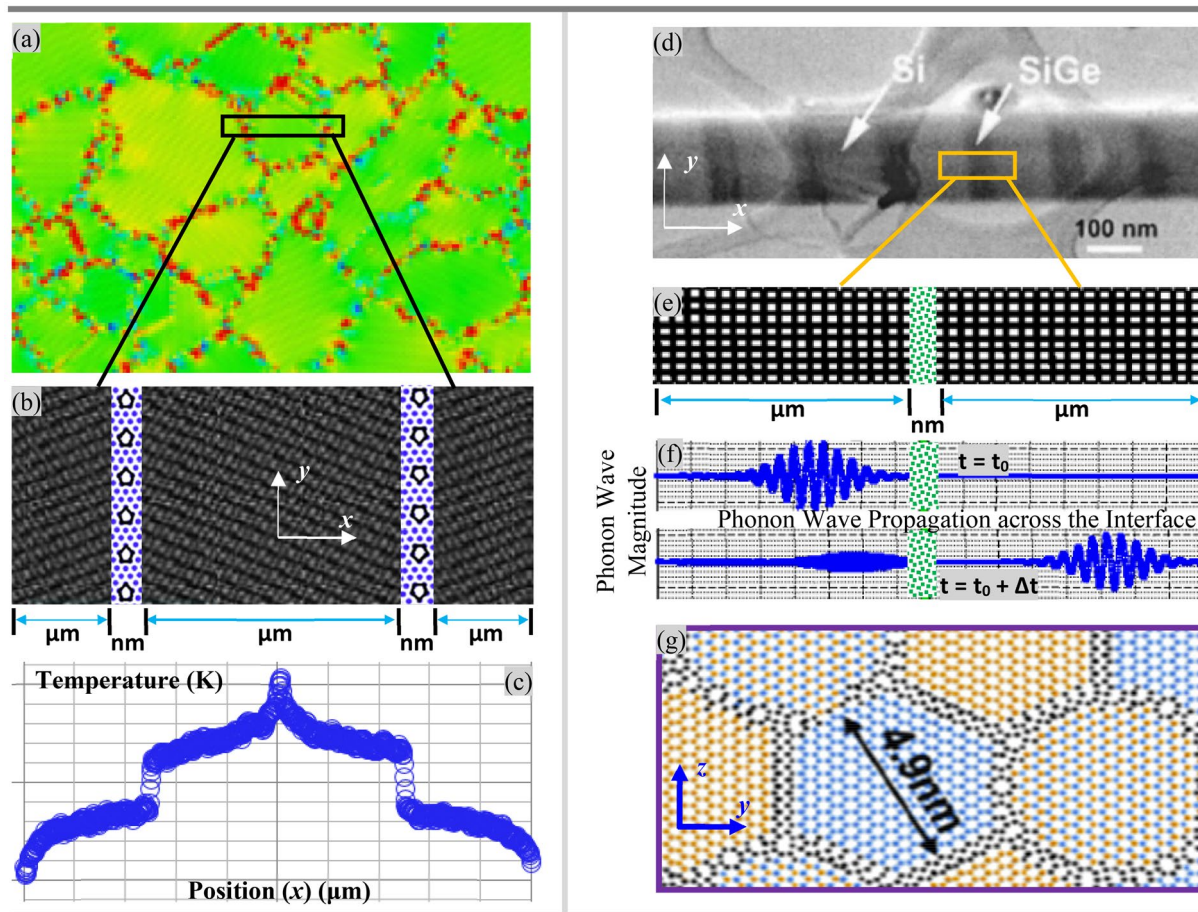 (a)
(b)
y
x
μm
nm
μm
nm
μm
Temperature (K)
(c)
Position (x) (μm)
(d)
Si
SiGe
y
x
100 nm
(e)
μm
nm
μm
(f)
Phonon Wave
Magnitude
t = t₀
Phonon Wave Propagation across the Interface
t = t₀ + Δt
(g)
4.9nm
z
y